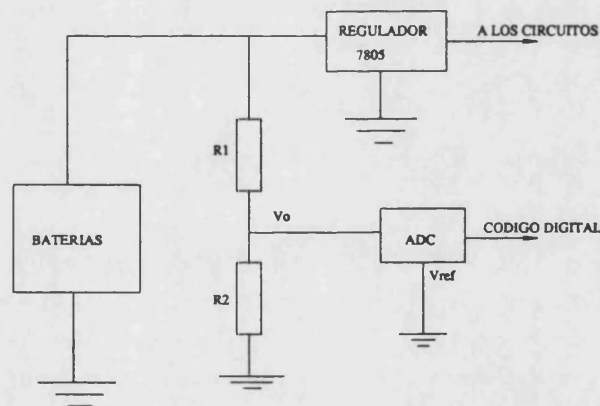 REGULADOR
7805
A LOS CIRCUITOS
R1
Vo
BATERIAS
ADC
CODIGO DIGITAL
Vref
R2